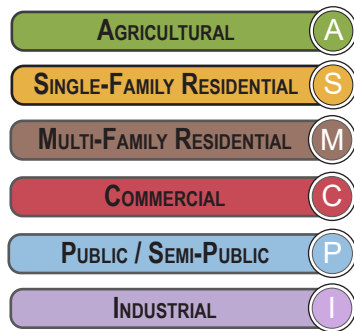 Agricultural A
Single-Family Residential S
Multi-Family Residential M
Commercial C
Public / Semi-Public P
Industrial I